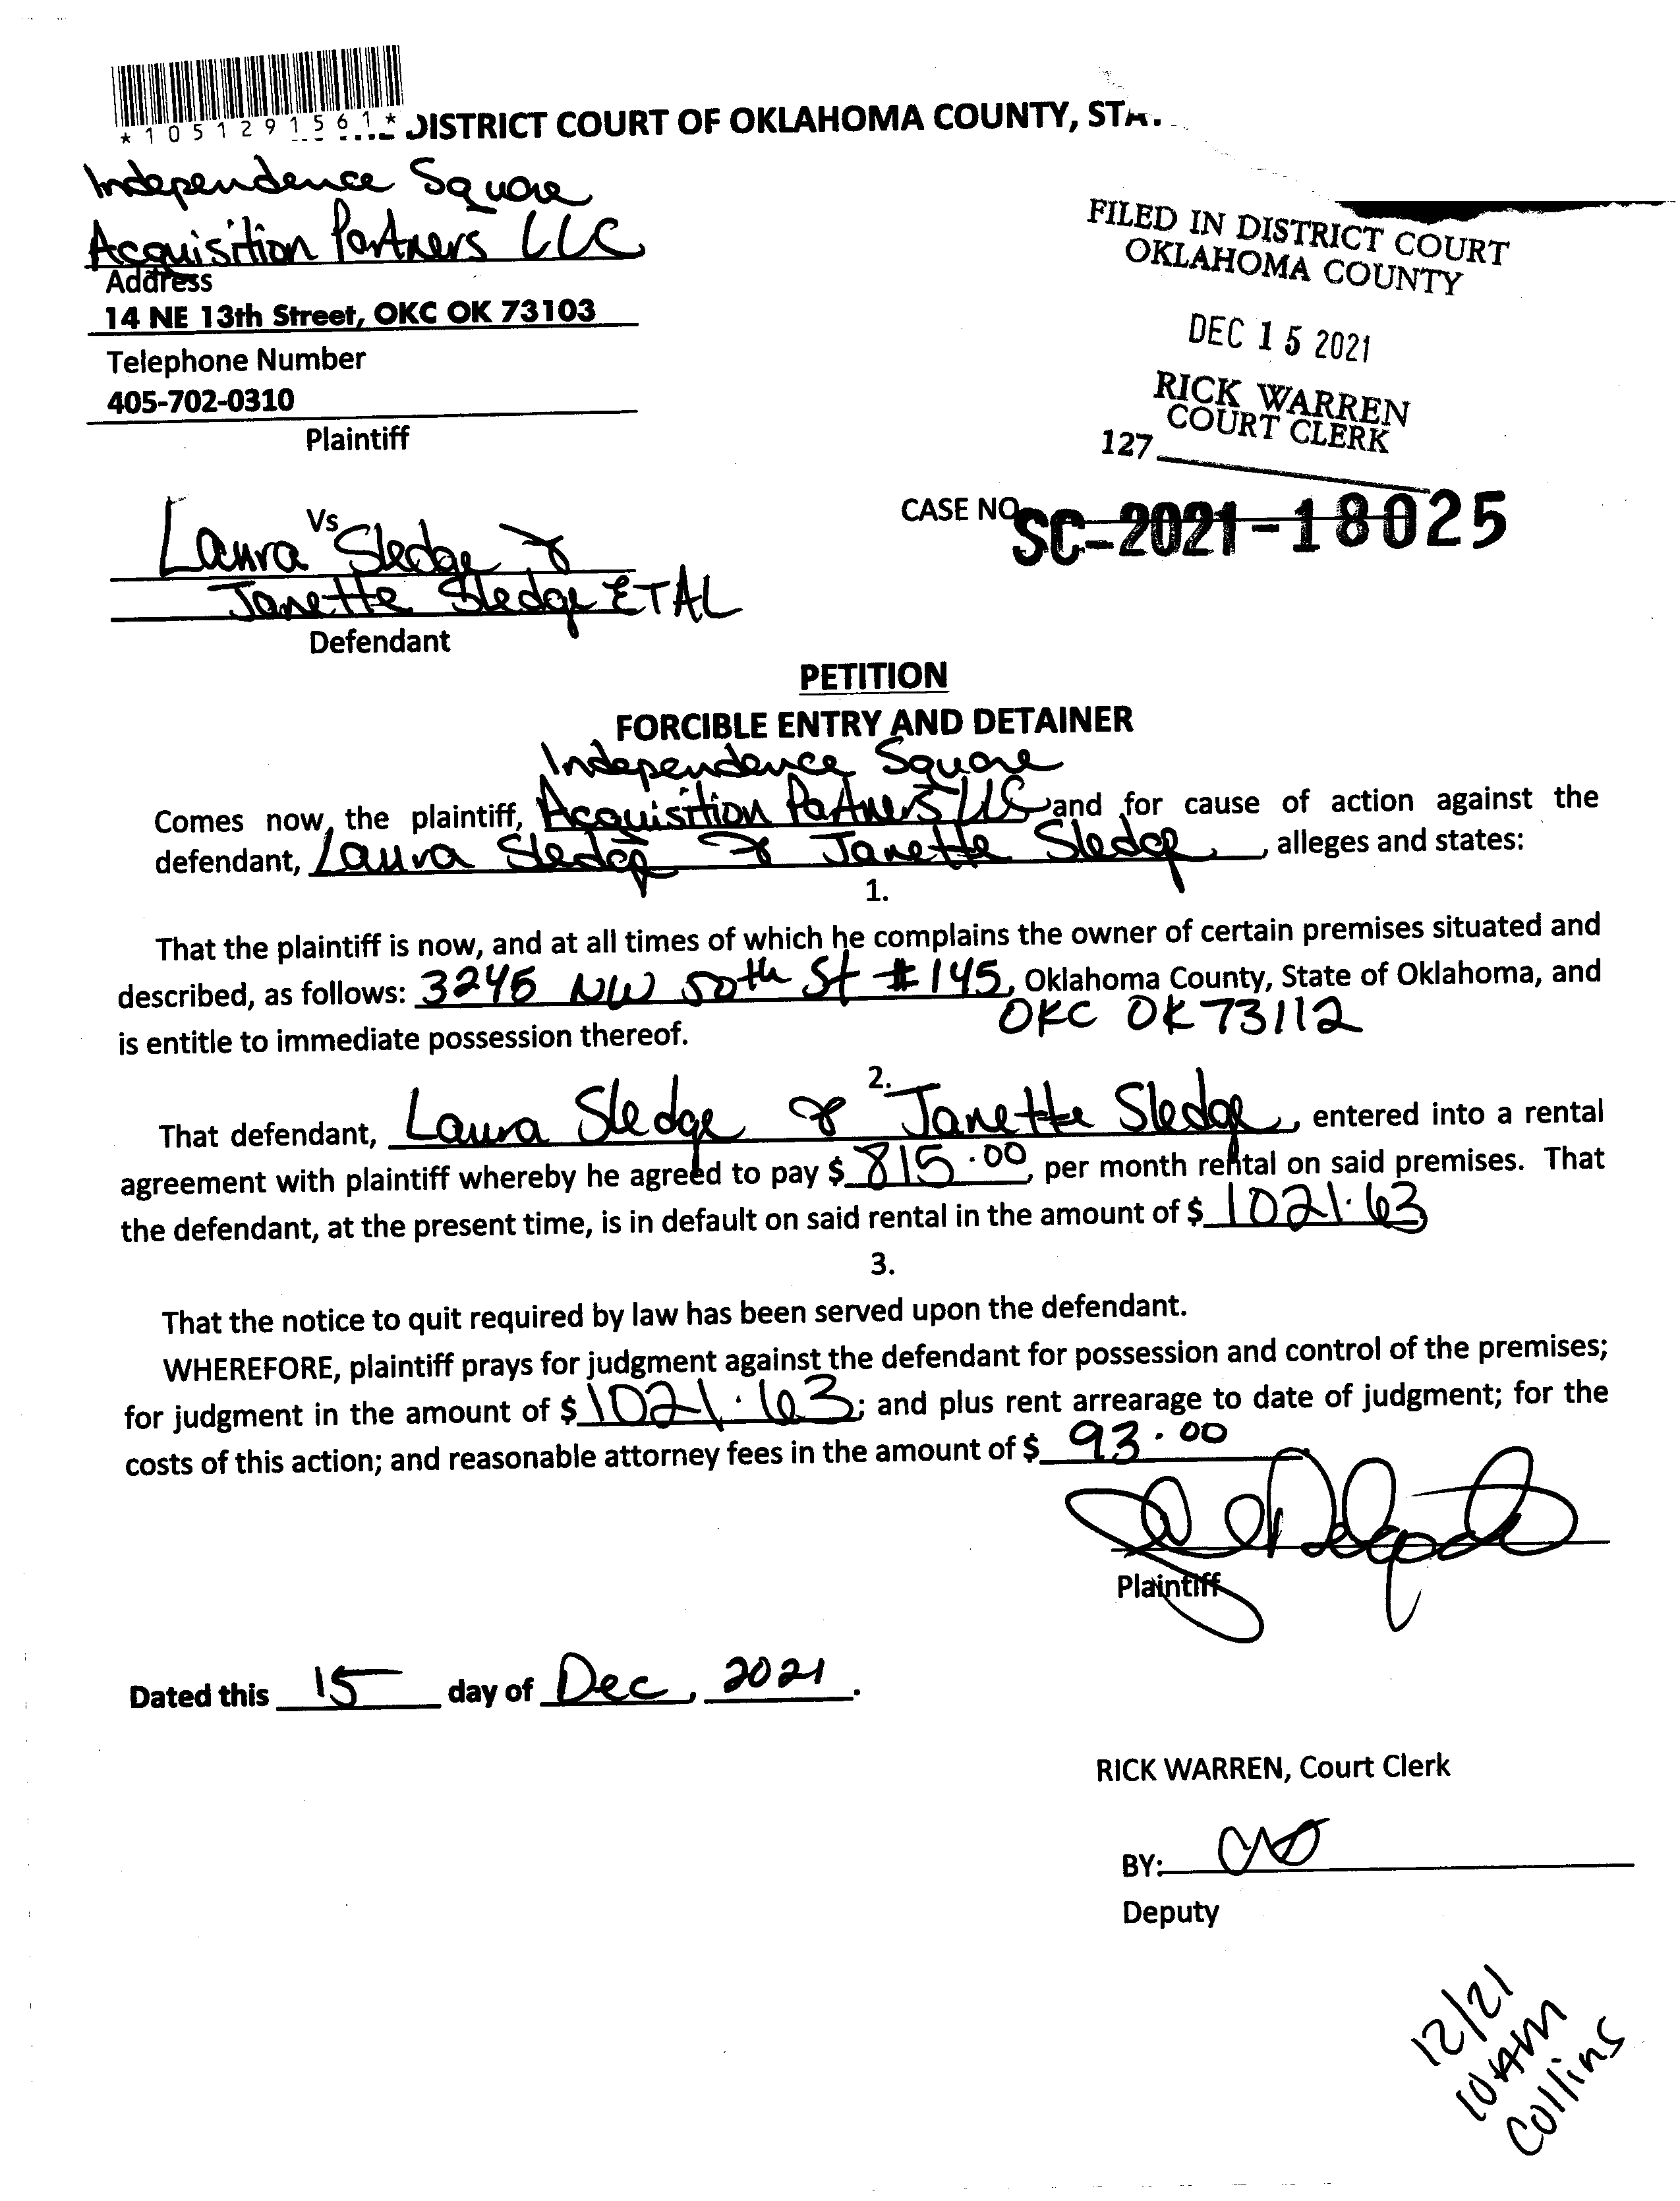 *1051291561*
DISTRICT COURT OF OKLAHOMA COUNTY,
Independence Square
Acquisition Partners LLC
Address
14 NE 13th Street, OKC OK 73103
Telephone Number
405-702-0310
Plaintiff
FILED IN DISTRICT COURT
OKLAHOMA COUNTY
DEC 15 2021
RICK WARREN
COURT CLERK
127
Vs
Laura Sledge &
Janette Sledge ETAL
Defendant
CASE NO. SC-2021-18025
PETITION
FORCIBLE ENTRY AND DETAINER
Independence Square
Comes now, the plaintiff, Acquisition Partners LLC and for cause of action against the
defendant, Laura Sledge & Janette Sledge, alleges and states:
1.
That the plaintiff is now, and at all times of which he complains the owner of certain premises situated and
described, as follows: 3245 NW 50th St #145, Oklahoma County, State of Oklahoma, and
OKC OK 73112
is entitle to immediate possession thereof.
2.
That defendant, Laura Sledge & Janette Sledge, entered into a rental
agreement with plaintiff whereby he agreed to pay $ 815.00, per month rental on said premises. That
the defendant, at the present time, is in default on said rental in the amount of $ 1021.63
3.
That the notice to quit required by law has been served upon the defendant.
WHEREFORE, plaintiff prays for judgment against the defendant for possession and control of the premises;
for judgment in the amount of $ 1021.63; and plus rent arrearage to date of judgment; for the
costs of this action; and reasonable attorney fees in the amount of $ 93.00
Plaintiff
Dated this 15 day of Dec, 2021.
RICK WARREN, Court Clerk
BY:
Deputy
12/21
10AM
Collins